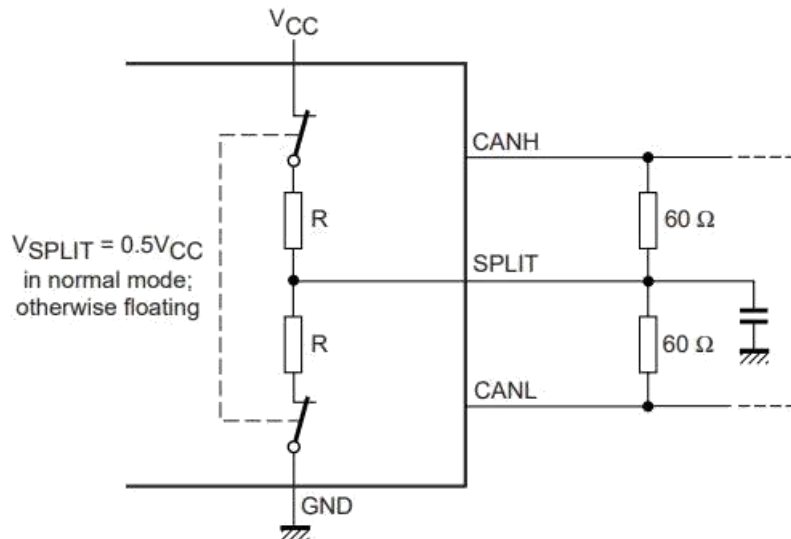 VCC
CANH
R
60 Ω
VSPLIT = 0.5VCC
in normal mode;
otherwise floating
SPLIT
R
60 Ω
CANL
GND